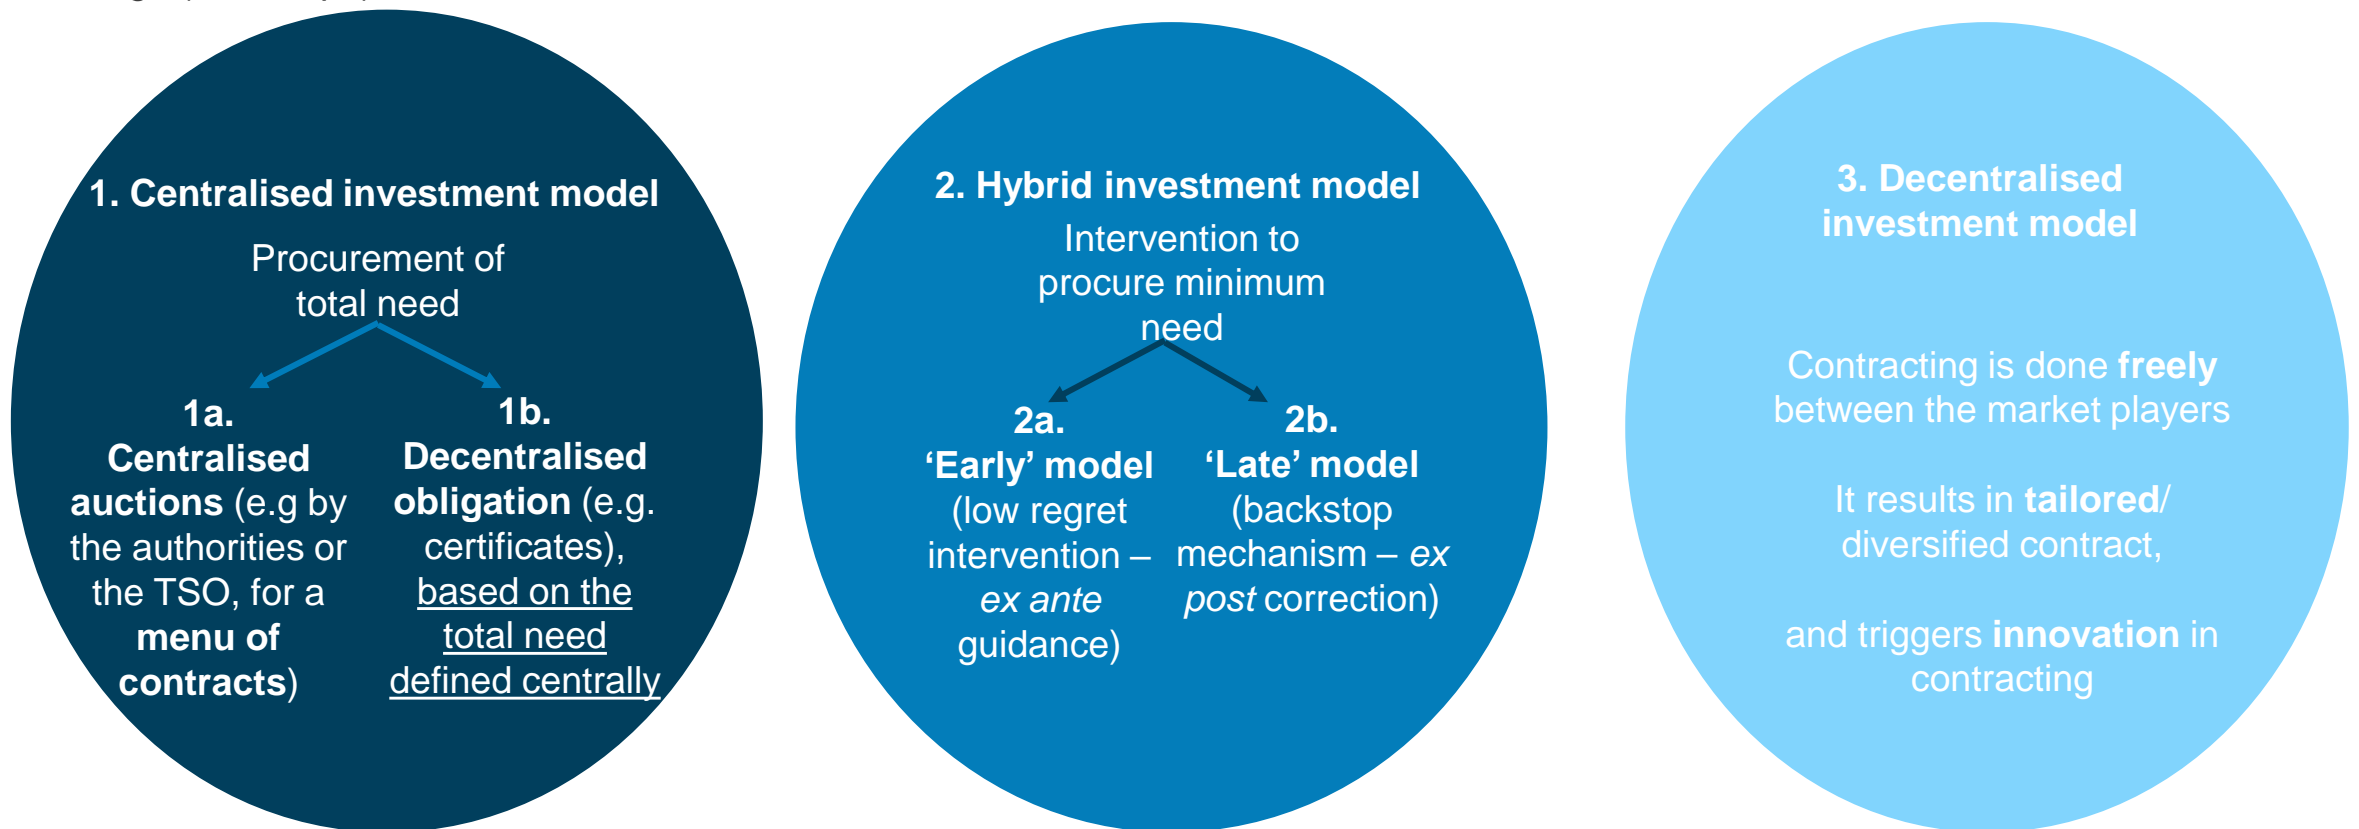 1. Centralised investment model
Procurement of
total need
1a.
Centralised
auctions (e.g by
the authorities or
the TSO, for a
menu of
contracts)
1b.
Decentralised
obligation (e.g.
certificates),
based on the
total need
defined centrally
2. Hybrid investment model
Intervention to
procure minimum
need
2a.
‘Early’ model
(low regret
intervention –
ex ante
guidance)
2b.
‘Late’ model
(backstop
mechanism – ex
post correction)
3. Decentralised
investment model
Contracting is done freely
between the market players
It results in tailored/
diversified contract,
and triggers innovation in
contracting